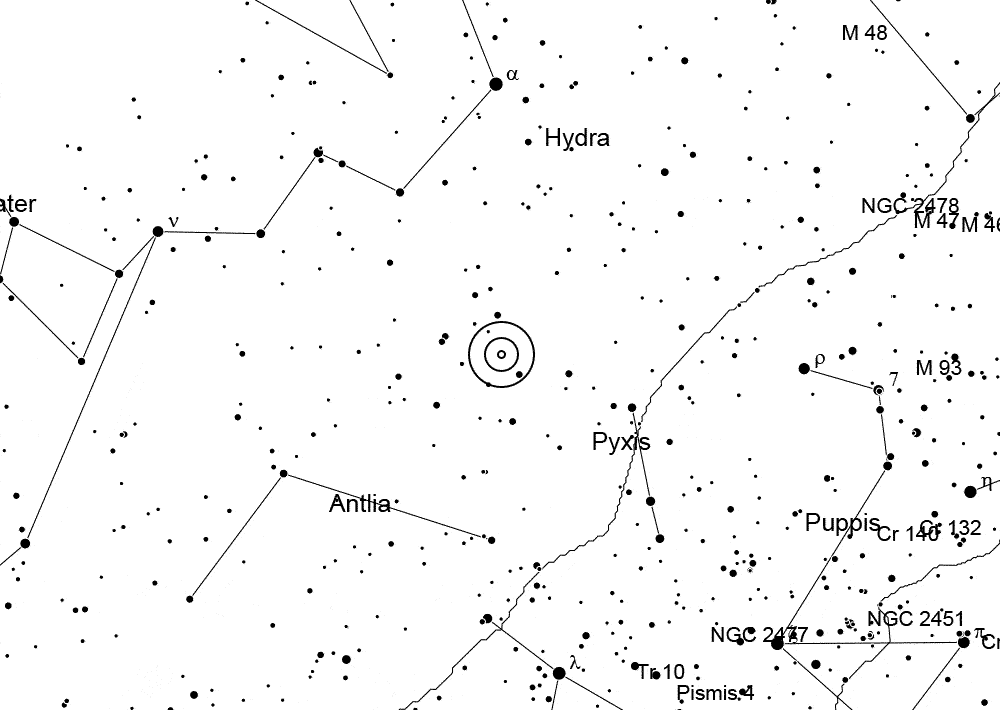 M 48
α
Hydra
ater
NGC 2478
M 47
M 46
ν
ρ
7
M 93
Pyxis
η
Antlia
Puppis
Cr 140
Cr 132
NGC 2451
NGC 2477
π
Cr
λ
Tr 10
Pismis 4